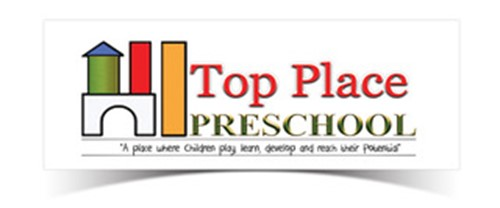 Top Place
PRESCHOOL
"A place where Children play, learn, develop and reach their Potential"